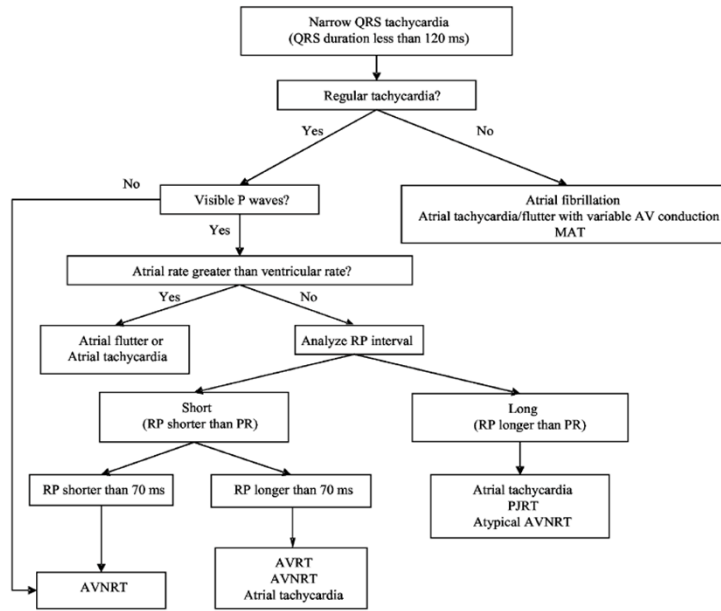 Narrow QRS tachycardia
(QRS duration less than 120 ms)
Regular tachycardia?
Yes
No
No
Visible P waves?
Atrial fibrillation
Atrial tachycardia/flutter with variable AV conduction
MAT
Yes
Atrial rate greater than ventricular rate?
Yes
No
Atrial flutter or
Atrial tachycardia
Analyze RP interval
Short
(RP shorter than PR)
Long
(RP longer than PR)
RP shorter than 70 ms
RP longer than 70 ms
Atrial tachycardia
PJRT
Atypical AVNRT
AVNRT
AVRT
AVNRT
Atrial tachycardia